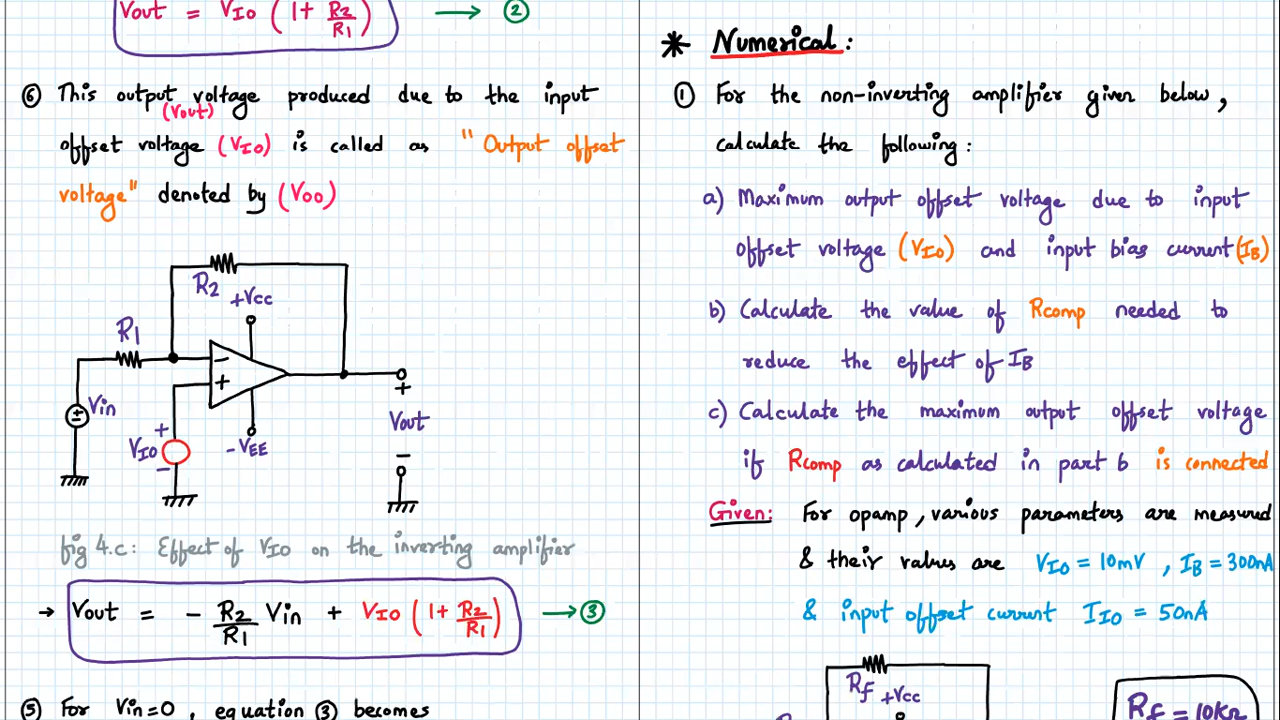 Vout = VIO (1 + R2/R1) → ②
⑥ This output voltage produced due to the input
(Vout)
offset voltage (VIO) is called as "Output offset
voltage" denoted by (Voo)
R2
+Vcc
R1
−
+
Vin
+
VIO
−
-VEE
+
Vout
−
fig 4.c: Effect of VIO on the inverting amplifier
→ Vout = - R2/R1 Vin + VIO (1 + R2/R1) → ③
⑤ For Vin=0, equation ③ becomes
* Numerical:
① For the non-inverting amplifier given below,
calculate the following:
a) Maximum output offset voltage due to input
offset voltage (VIO) and input bias current (IB)
b) Calculate the value of Rcomp needed to
reduce the effect of IB
c) Calculate the maximum output offset voltage
if Rcomp as calculated in part b is connected
Given: For opamp, various parameters are measured
& their values are VIO = 10mV, IB = 300nA
& input offset current IIO = 50nA
Rf
+Vcc
Rf = 10kΩ